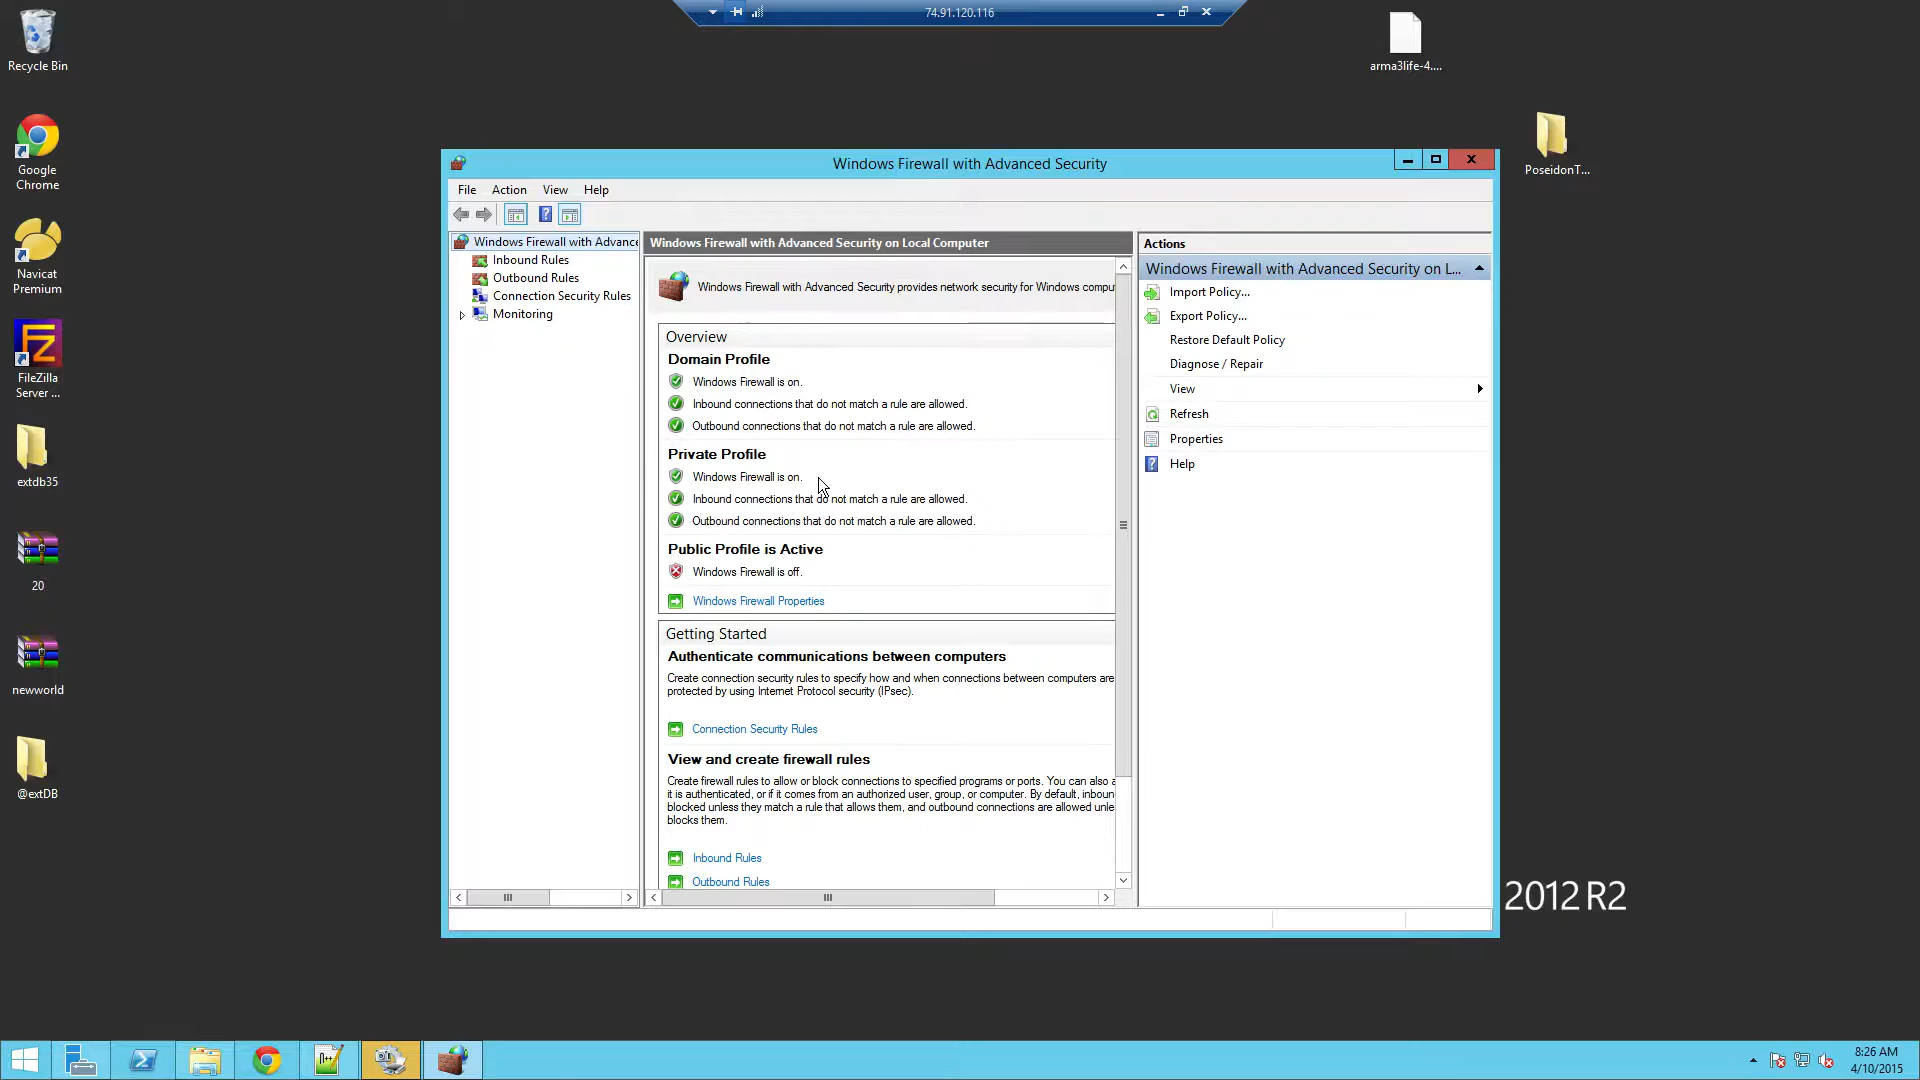 74.91.120.116
Recycle Bin
arma3life-4....
Google
Chrome
PoseidonT...
Navicat
Premium
FileZilla
Server ...
extdb35
20
newworld
@extDB
Windows Firewall with Advanced Security
File Action View Help
Windows Firewall with Advance
Inbound Rules
Outbound Rules
Connection Security Rules
Monitoring
Windows Firewall with Advanced Security on Local Computer
Windows Firewall with Advanced Security provides network security for Windows compu
Overview
Domain Profile
Windows Firewall is on.
Inbound connections that do not match a rule are allowed.
Outbound connections that do not match a rule are allowed.
Private Profile
Windows Firewall is on.
Inbound connections that do not match a rule are allowed.
Outbound connections that do not match a rule are allowed.
Public Profile is Active
Windows Firewall is off.
Windows Firewall Properties
Getting Started
Authenticate communications between computers
Create connection security rules to specify how and when connections between computers are
protected by using Internet Protocol security (IPsec).
Connection Security Rules
View and create firewall rules
Create firewall rules to allow or block connections to specified programs or ports. You can also a
it is authenticated, or if it comes from an authorized user, group, or computer. By default, inboun
blocked unless they match a rule that allows them, and outbound connections are allowed unle
blocks them.
Inbound Rules
Outbound Rules
Actions
Windows Firewall with Advanced Security on L...
Import Policy...
Export Policy...
Restore Default Policy
Diagnose / Repair
View
Refresh
Properties
Help
2012 R2
8:26 AM
4/10/2015